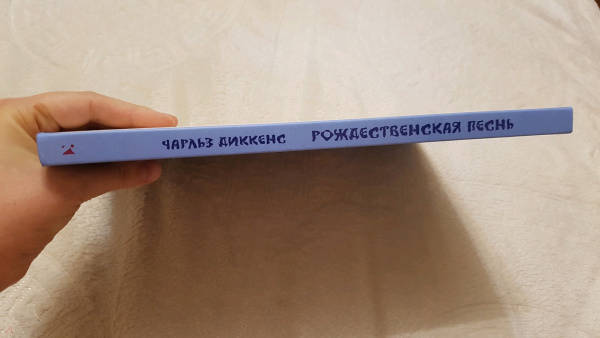 ЧАРЛЬЗ ДИККЕНС РОЖДЕСТВЕНСКАЯ ПЕСНЬ